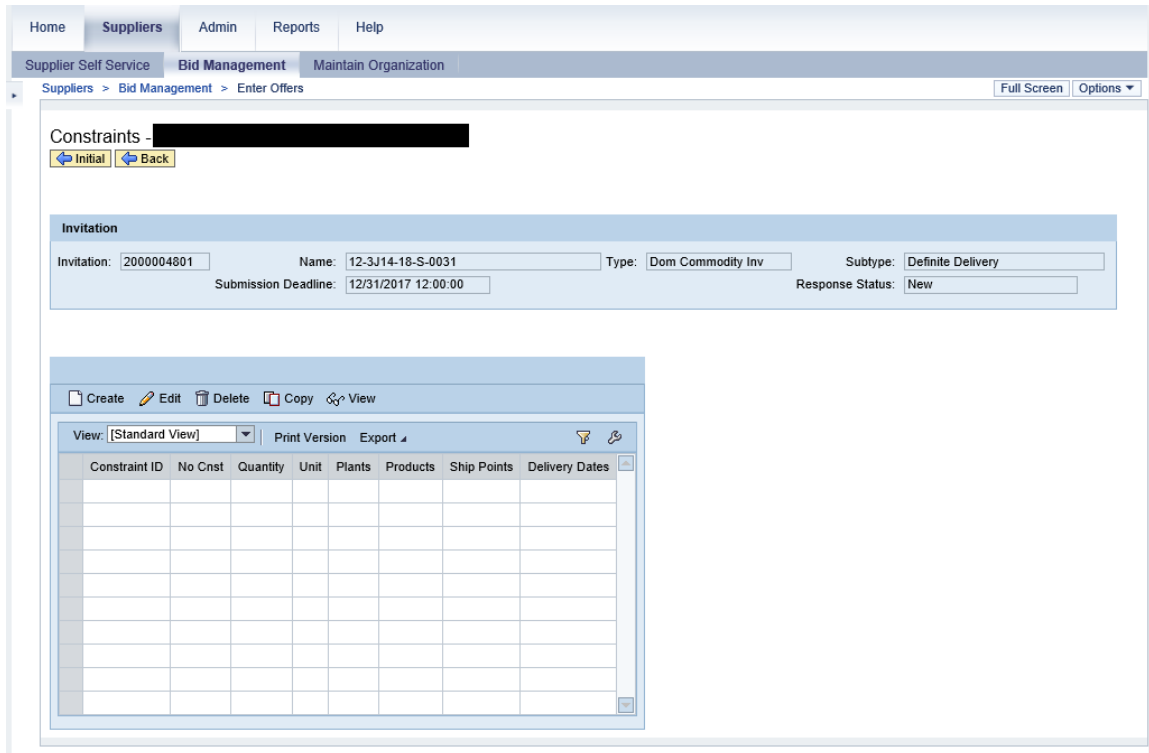 Home Suppliers Admin Reports Help
Supplier Self Service Bid Management Maintain Organization
Suppliers > Bid Management > Enter Offers Full Screen Options
Constraints -
Initial Back
Invitation
Invitation: 2000004801 Name: 12-3J14-18-S-0031 Type: Dom Commodity Inv Subtype: Definite Delivery
Submission Deadline: 12/31/2017 12:00:00 Response Status: New
Create Edit Delete Copy View
View: [Standard View] Print Version Export
Constraint ID No Cnst Quantity Unit Plants Products Ship Points Delivery Dates